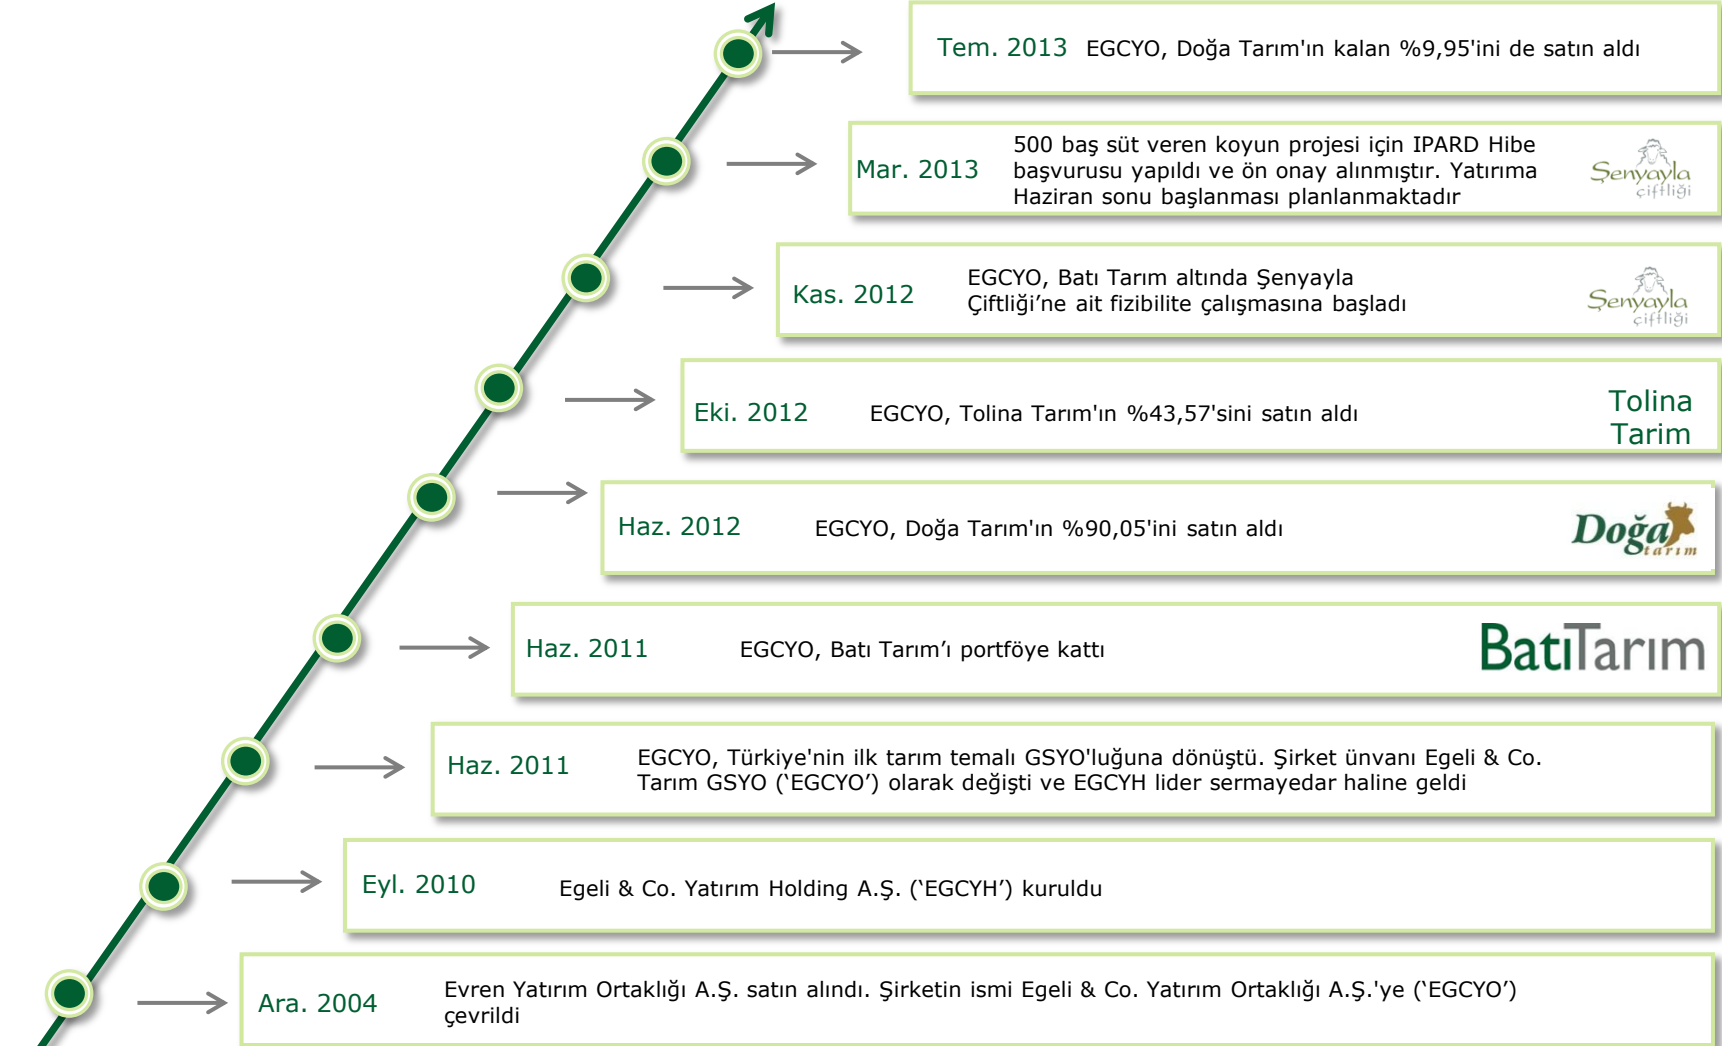 Tem. 2013 EGCYO, Doğa Tarım'ın kalan %9,95'ini de satın aldı
Mar. 2013
500 baş süt veren koyun projesi için IPARD Hibe
başvurusu yapıldı ve ön onay alınmıştır. Yatırıma
Haziran sonu başlanması planlanmaktadır
Şenyayla
çiftliği
Kas. 2012
EGCYO, Batı Tarım altında Şenyayla
Çiftliği’ne ait fizibilite çalışmasına başladı
Şenyayla
çiftliği
Eki. 2012 EGCYO, Tolina Tarım'ın %43,57'sini satın aldı
Tolina
Tarim
Haz. 2012 EGCYO, Doğa Tarım'ın %90,05'ini satın aldı
Doğa
tarım
Haz. 2011 EGCYO, Batı Tarım’ı portföye kattı
BatıTarım
Haz. 2011
EGCYO, Türkiye'nin ilk tarım temalı GSYO'luğuna dönüştü. Şirket ünvanı Egeli & Co.
Tarım GSYO (‘EGCYO’) olarak değişti ve EGCYH lider sermayedar haline geldi
Eyl. 2010 Egeli & Co. Yatırım Holding A.Ş. (‘EGCYH’) kuruldu
Ara. 2004
Evren Yatırım Ortaklığı A.Ş. satın alındı. Şirketin ismi Egeli & Co. Yatırım Ortaklığı A.Ş.'ye (‘EGCYO’)
çevrildi